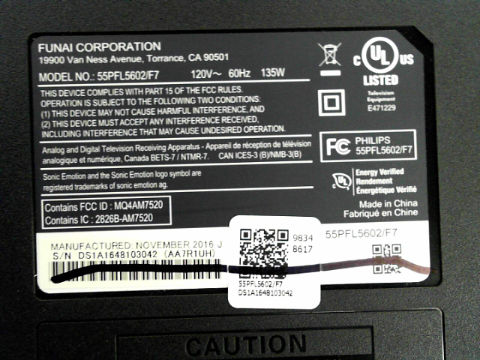 FUNAI CORPORATION
19900 Van Ness Avenue, Torrance, CA 90501
MODEL NO.: 55PFL5602/F7 120V~ 60Hz 135W
THIS DEVICE COMPLIES WITH PART 15 OF THE FCC RULES.
OPERATION IS SUBJECT TO THE FOLLOWING TWO CONDITIONS:
(1) THIS DEVICE MAY NOT CAUSE HARMFUL INTERFERENCE, AND
(2) THIS DEVICE MUST ACCEPT ANY INTERFERENCE RECEIVED,
INCLUDING INTERFERENCE THAT MAY CAUSE UNDESIRED OPERATION.
Analog and Digital Television Receiving Apparatus - Appareil de réception de télévision
analogique et numérique, Canada BETS-7 / NTMR-7. CAN ICES-3 (B)/NMB-3(B)
Sonic Emotion and the Sonic Emotion logo symbol are
registered trademarks of sonic emotion ag.
Contains FCC ID : MQ4AM7520
Contains IC : 2826B-AM7520
C UL US
LISTED
Television
Equipment
E471229
FC PHILIPS
55PFL5602/F7
UL Energy Verified
Rendement
Énergétique Vérifié
Made in China
Fabriqué en China
MANUFACTURED: NOVEMBER 2016 J
S/N DS1A1648103042 (AA7R1UH)
9834
8617
55PFL5602/F7
DS1A1648103042
55PFL5602/F7
CAUTION